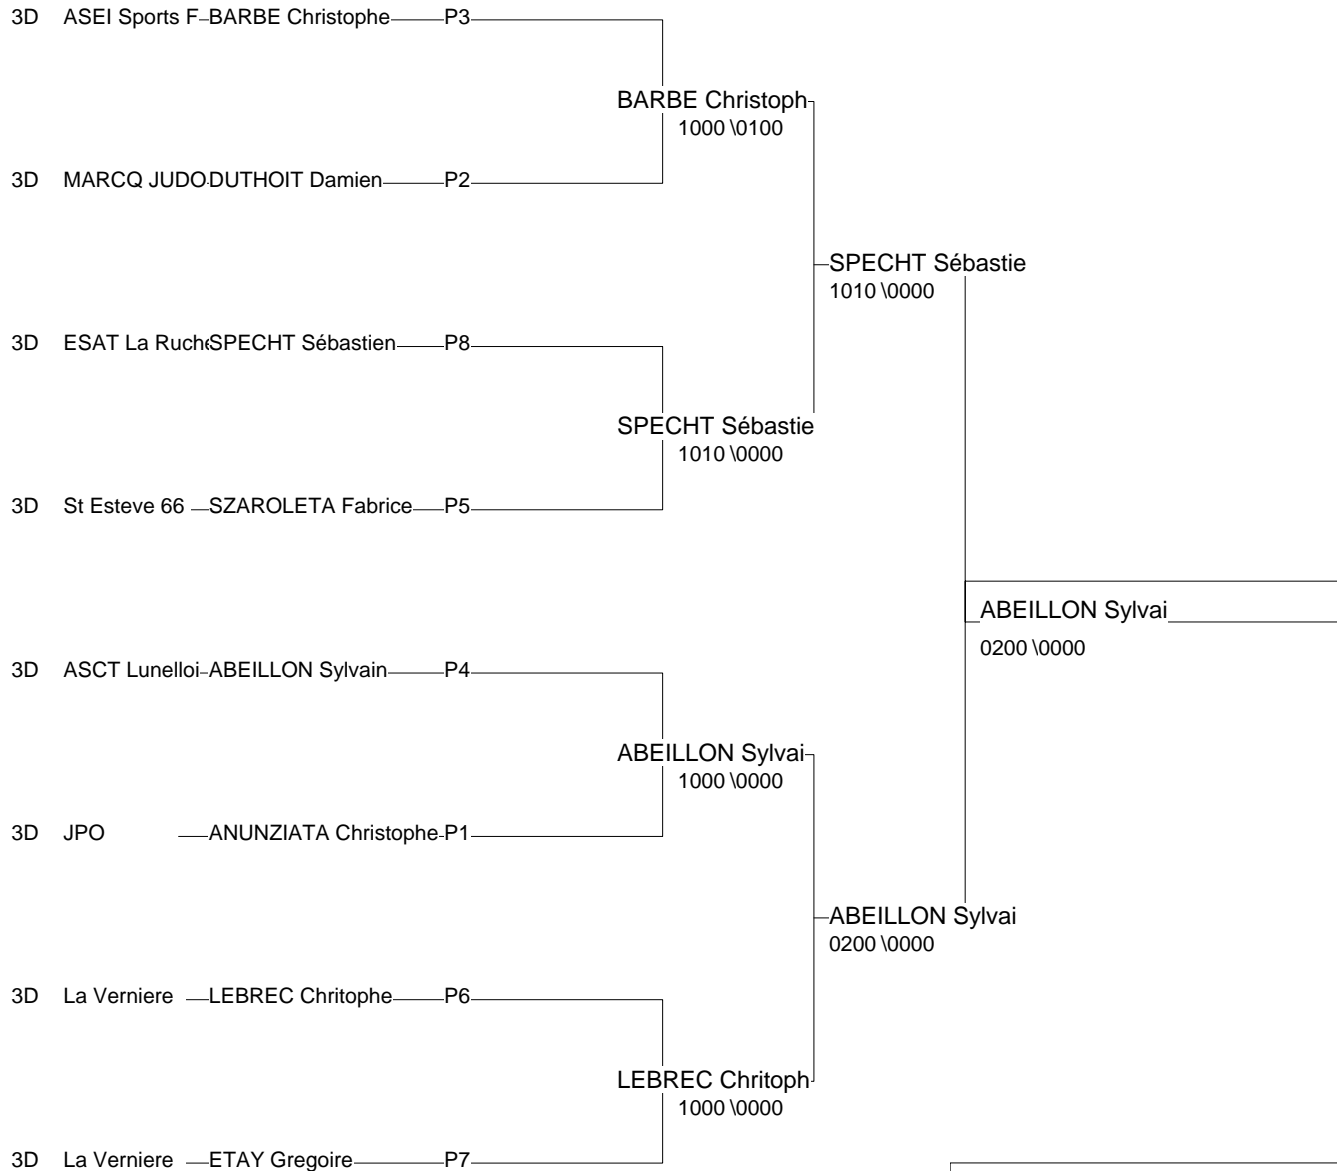 3D ASEI Sports F BARBE Christophe P3
BARBE Christoph
1000 \0100
3D MARCQ JUDO DUTHOIT Damien P2
SPECHT Sébastie
1010 \0000
3D ESAT La Ruche SPECHT Sébastien P8
SPECHT Sébastie
1010 \0000
3D St Esteve 66 SZAROLETA Fabrice P5
ABEILLON Sylvai
0200 \0000
3D ASCT Lunelloi ABEILLON Sylvain P4
ABEILLON Sylvai
1000 \0000
3D JPO ANUNZIATA Christophe P1
ABEILLON Sylvai
0200 \0000
3D La Verniere LEBREC Chritophe P6
LEBREC Chritoph
1000 \0000
3D La Verniere ETAY Gregoire P7